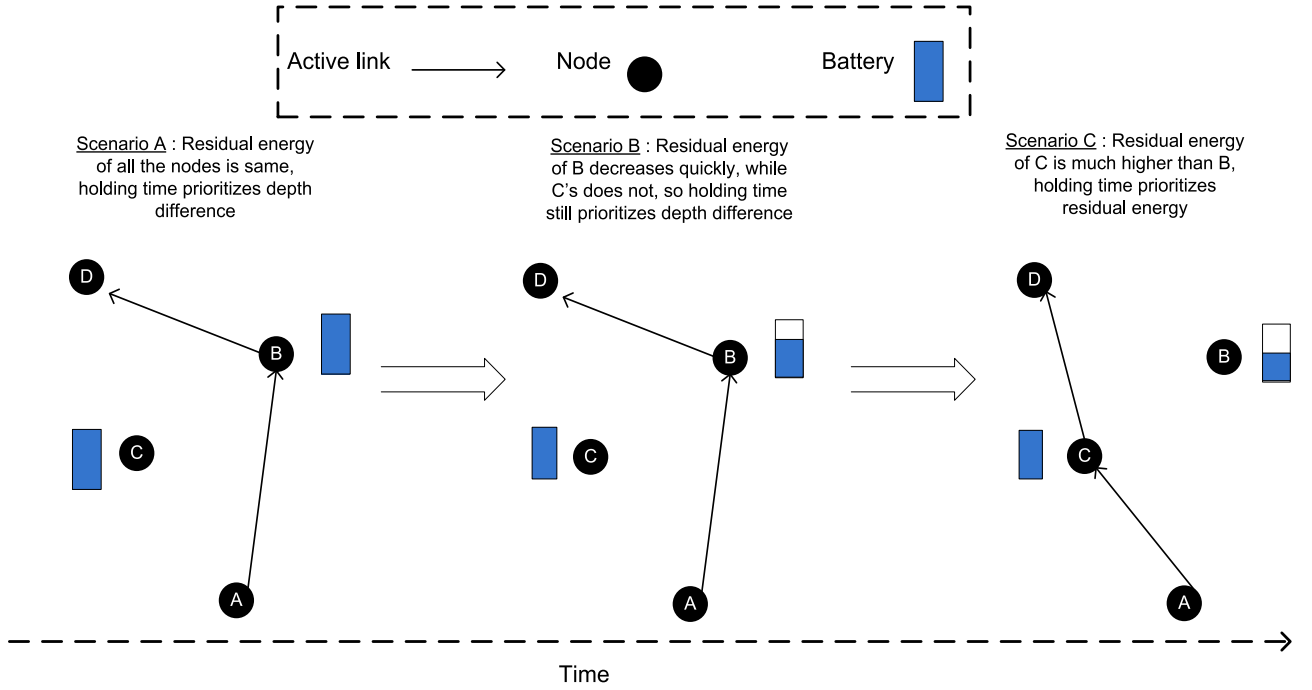 Active link
Node
Battery
Scenario A : Residual energy
of all the nodes is same,
holding time prioritizes depth
difference
Scenario B : Residual energy
of B decreases quickly, while
C's does not, so holding time
still prioritizes depth difference
Scenario C : Residual energy
of C is much higher than B,
holding time prioritizes
residual energy
D
B
C
A
D
B
C
A
D
B
C
A
Time